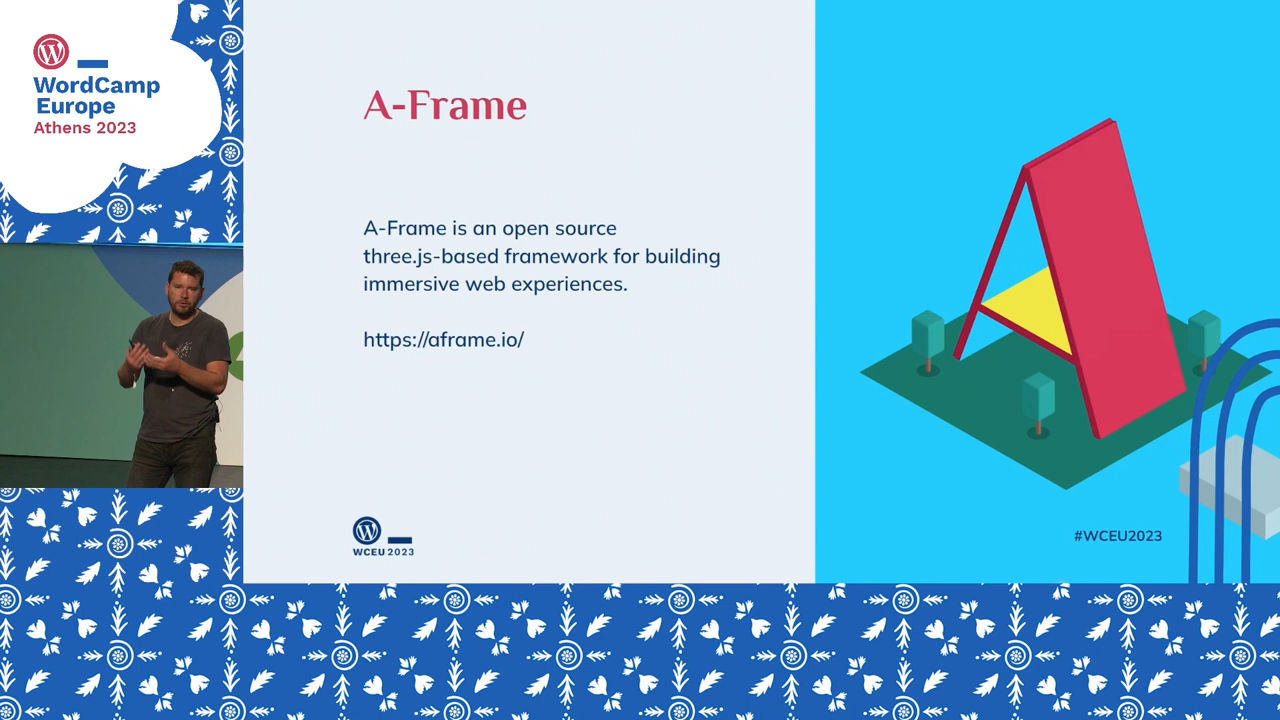 WordCamp
Europe
Athens 2023
A-Frame
A-Frame is an open source
three.js-based framework for building
immersive web experiences.
https://aframe.io/
WCEU 2023
#WCEU2023